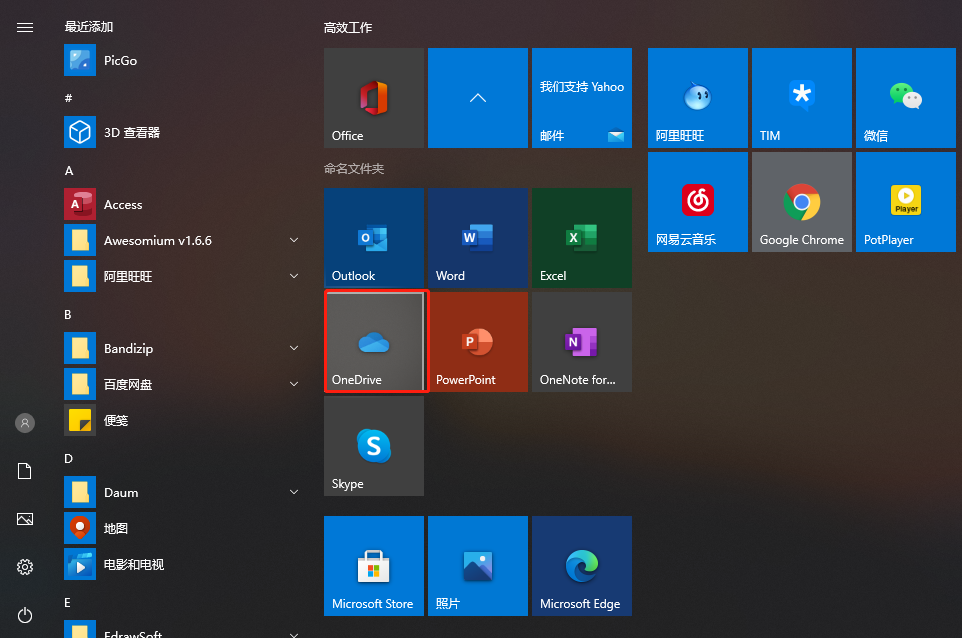 最近添加
PicGo
#
3D 查看器
A
Access
Awesomium v1.6.6
阿里旺旺
B
Bandizip
百度网盘
便笺
D
Daum
地图
电影和电视
E
EdrawSoft
高效工作
Office
我们支持 Yahoo
邮件
命名文件夹
Outlook
Word
Excel
OneDrive
PowerPoint
OneNote for...
Skype
Microsoft Store
照片
Microsoft Edge
阿里旺旺
TIM
微信
网易云音乐
Google Chrome
Player
PotPlayer